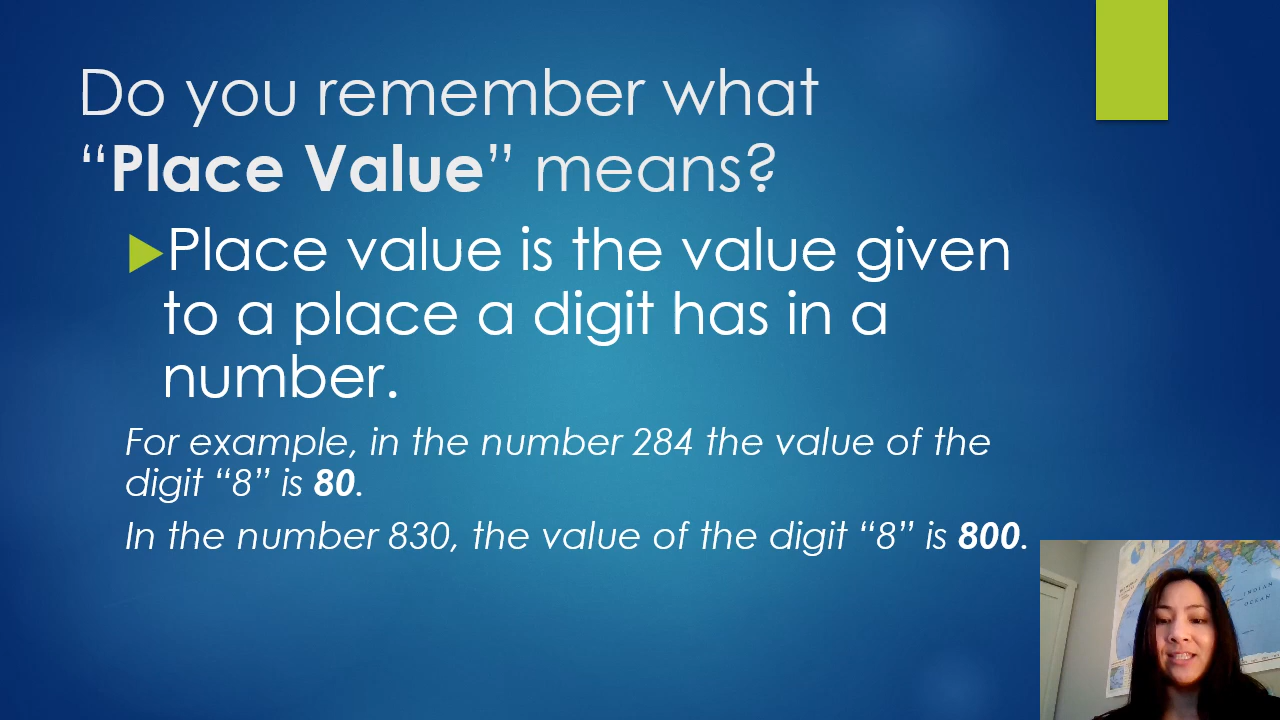 Do you remember what
“Place Value” means?
Place value is the value given
to a place a digit has in a
number.
For example, in the number 284 the value of the
digit “8” is 80.
In the number 830, the value of the digit “8” is 800.
INDIAN
OCEAN